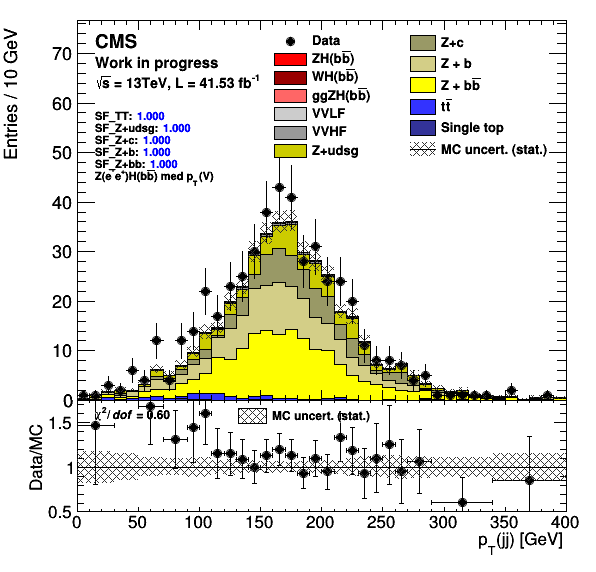 CMS
Work in progress
√s = 13TeV, L = 41.53 fb⁻¹
SF_TT: 1.000
SF_Z+udsg: 1.000
SF_Z+c: 1.000
SF_Z+b: 1.000
SF_Z+bb: 1.000
Z(e⁻e⁺)H(bb̅) med p_T(V)
Data
ZH(bb̅)
WH(bb̅)
ggZH(bb̅)
VVLF
VVHF
Z+udsg
Z+c
Z + b
Z + bb̅
tt̅
Single top
MC uncert. (stat.)
Entries / 10 GeV
70
60
50
40
30
20
10
0
χ²/ dof = 0.60
MC uncert. (stat.)
Data/MC
1.5
1
0.5
0 50 100 150 200 250 300 350 400
p_T(jj) [GeV]